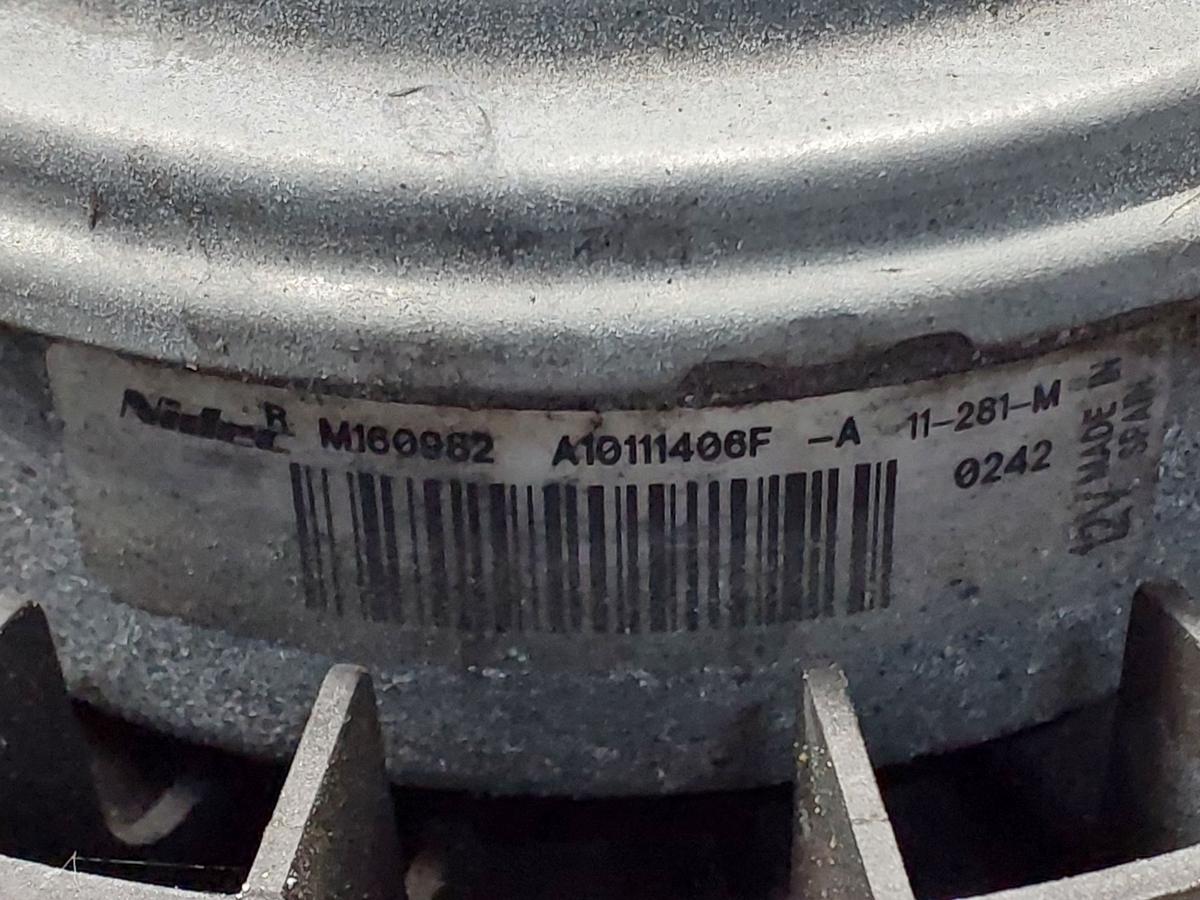 Nidec R M160982 A10111406F -A 11-281-M
0242
12V MADE IN
SPAIN